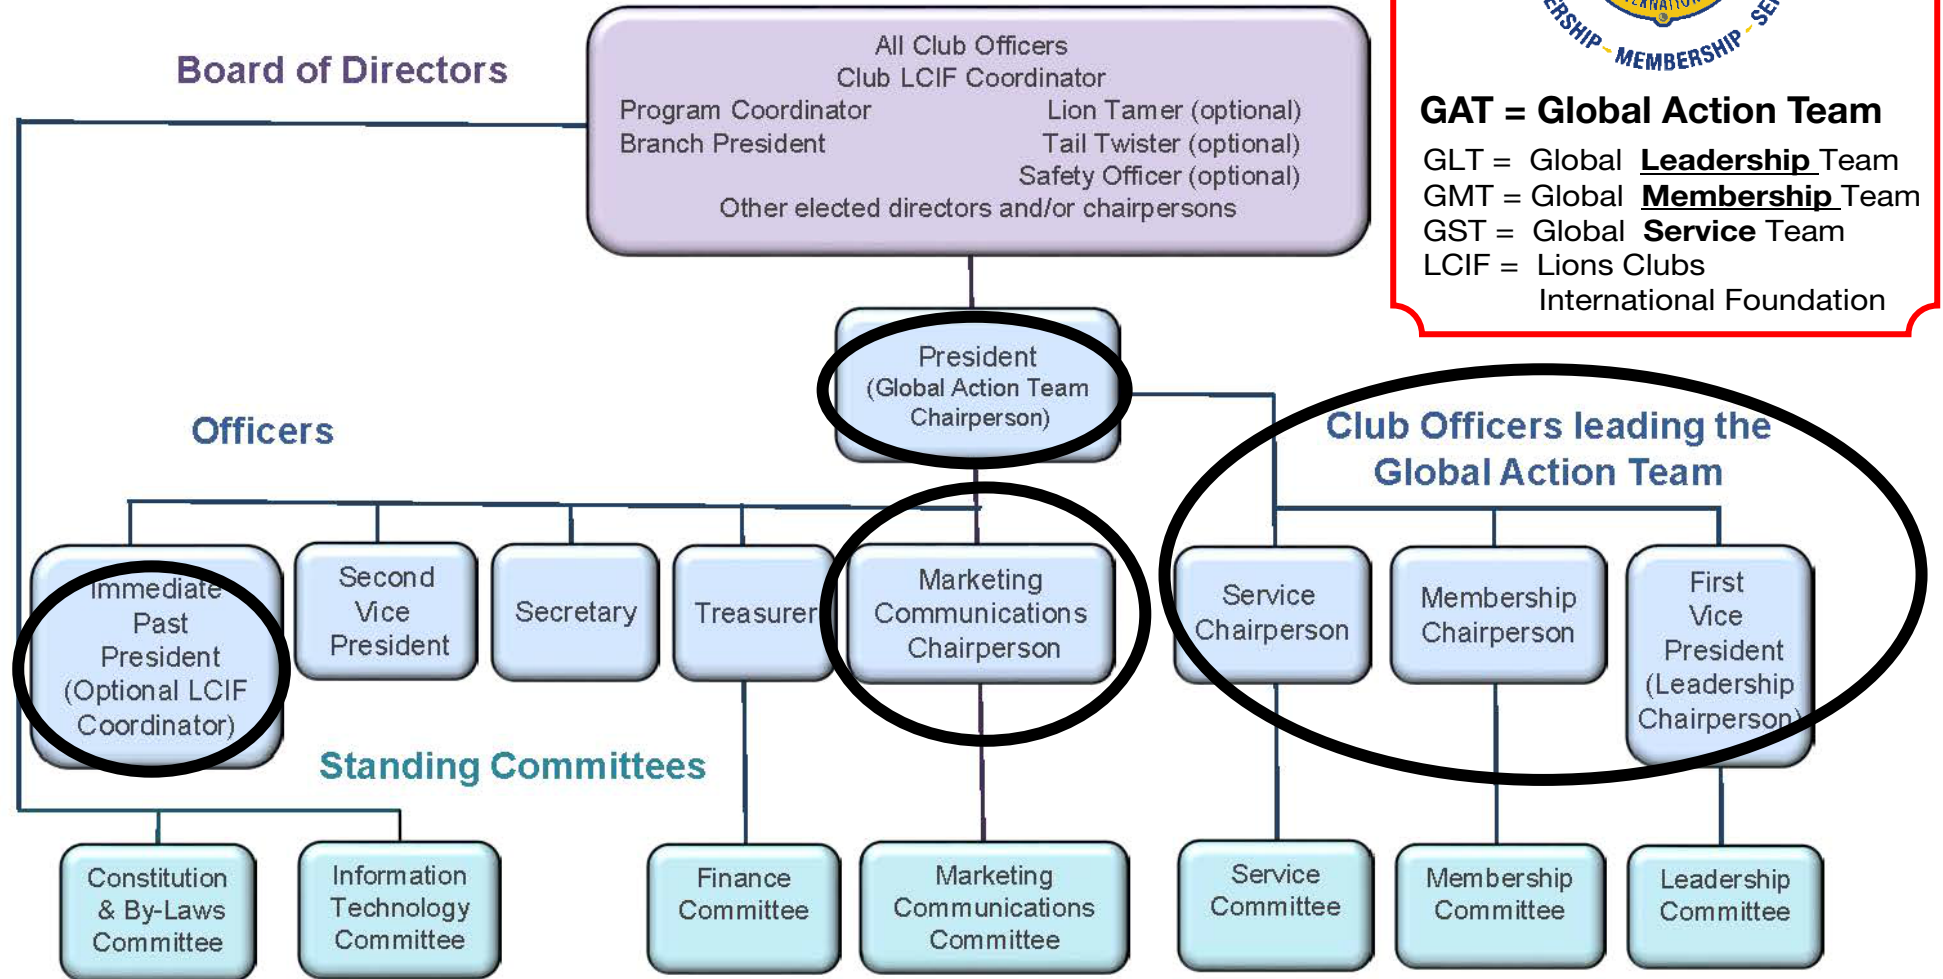 Board of Directors
All Club Officers
Club LCIF Coordinator
Program Coordinator Lion Tamer (optional)
Branch President Tail Twister (optional)
Safety Officer (optional)
Other elected directors and/or chairpersons
MEMBERSHIP
GAT = Global Action Team
GLT = Global Leadership Team
GMT = Global Membership Team
GST = Global Service Team
LCIF = Lions Clubs
International Foundation
President
(Global Action Team
Chairperson)
Officers
Club Officers leading the
Global Action Team
Immediate
Past
President
(Optional LCIF
Coordinator)
Second
Vice
President
Secretary
Treasurer
Marketing
Communications
Chairperson
Service
Chairperson
Membership
Chairperson
First
Vice
President
(Leadership
Chairperson)
Standing Committees
Constitution
& By-Laws
Committee
Information
Technology
Committee
Finance
Committee
Marketing
Communications
Committee
Service
Committee
Membership
Committee
Leadership
Committee